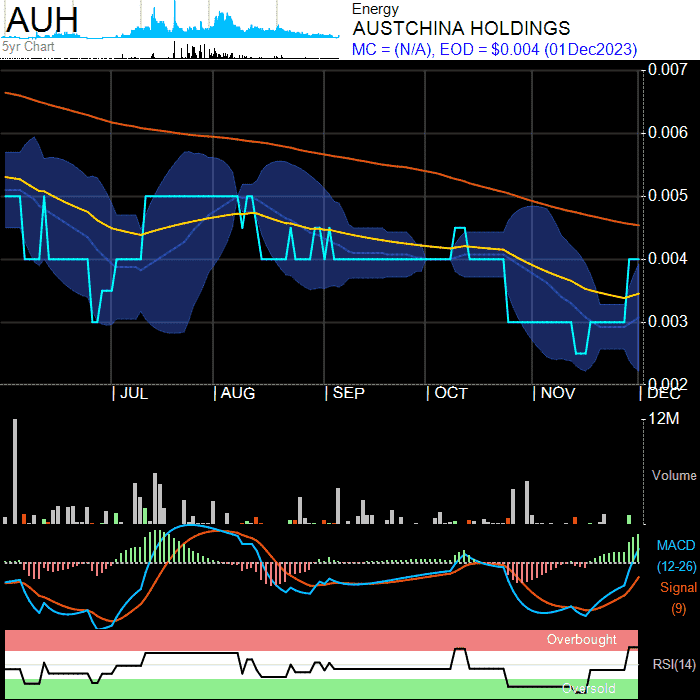 AUH
5yr Chart
Energy
AUSTCHINA HOLDINGS
MC = (N/A), EOD = $0.004 (01Dec2023)
0.007
0.006
0.005
0.004
0.003
0.002
JUL
AUG
SEP
OCT
NOV
DEC
12M
Volume
MACD
(12-26)
Signal
(9)
Overbought
RSI(14)
Oversold